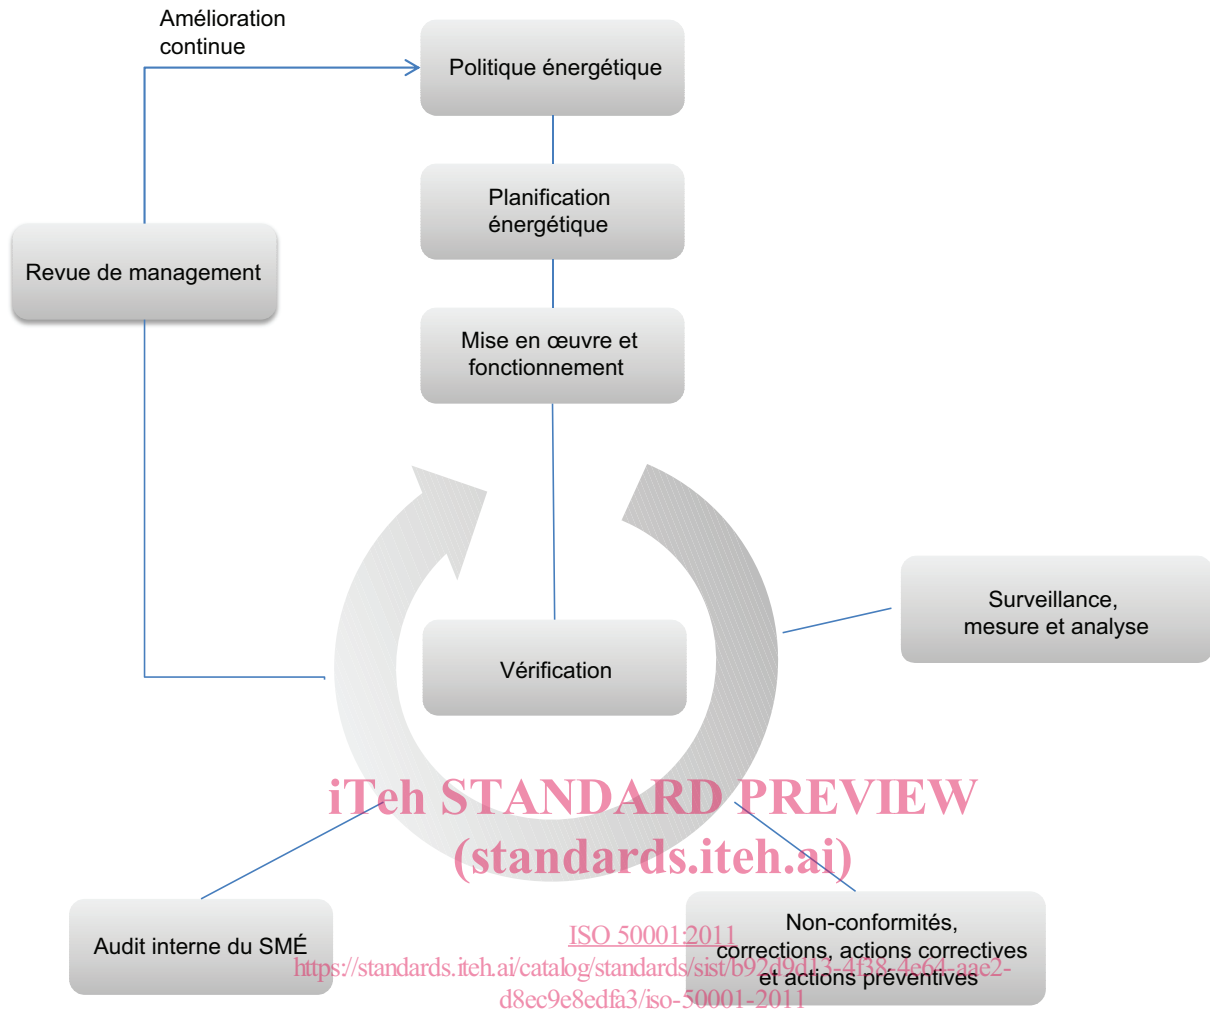 Amélioration
continue
Politique énergétique
Planification
énergétique
Revue de management
Mise en œuvre et
fonctionnement
Surveillance,
mesure et analyse
Vérification
iTeh STANDARD PREVIEW
(standards.iteh.ai)
Audit interne du SMÉ
Non-conformités,
corrections, actions correctives
et actions préventives
ISO 50001:2011
https://standards.iteh.ai/catalog/standards/sist/b92d9d13-4f38-4e64-aae2-
d8ec9e8edfa3/iso-50001-2011